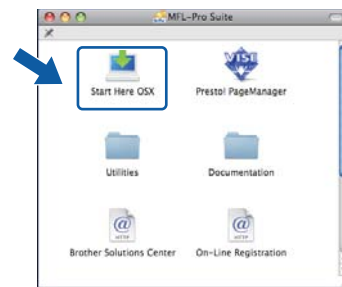 MFL-Pro Suite
Start Here OSX
Presto! PageManager
Utilities
Documentation
Brother Solutions Center
On-Line Registration